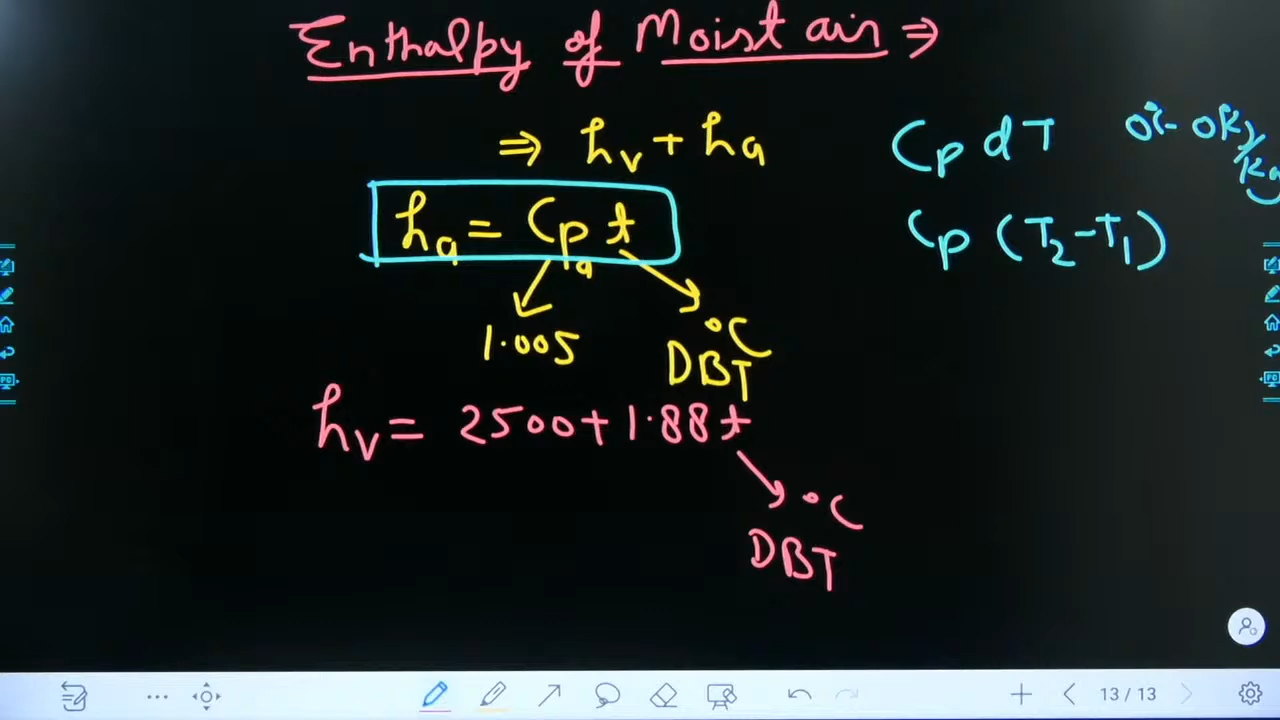 Enthalpy of Moist air ⇒
⇒ hv + ha
ha = Cpa t
1.005
°C
DBT
hv = 2500 + 1.88 t
°C
DBT
Cp dT
Cp (T2 - T1)
13 / 13
PC